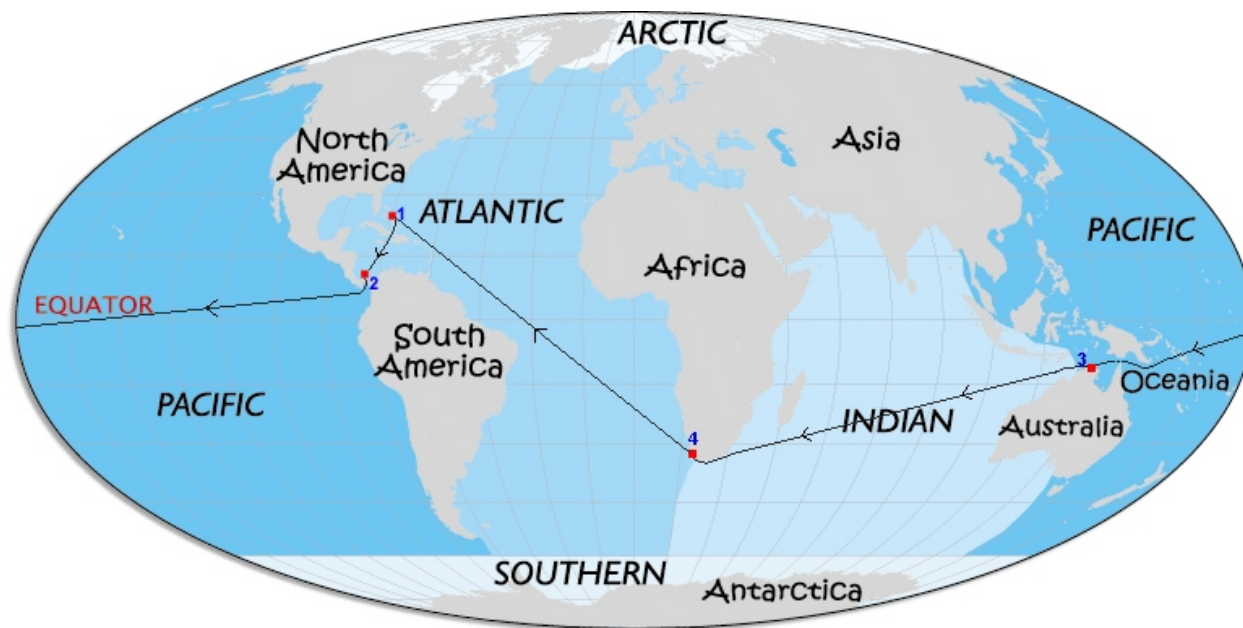 ARCTIC
North
America
Asia
1
ATLANTIC
PACIFIC
Africa
2
EQUATOR
South
America
3
Oceania
PACIFIC
INDIAN
Australia
4
SOUTHERN
Antarctica